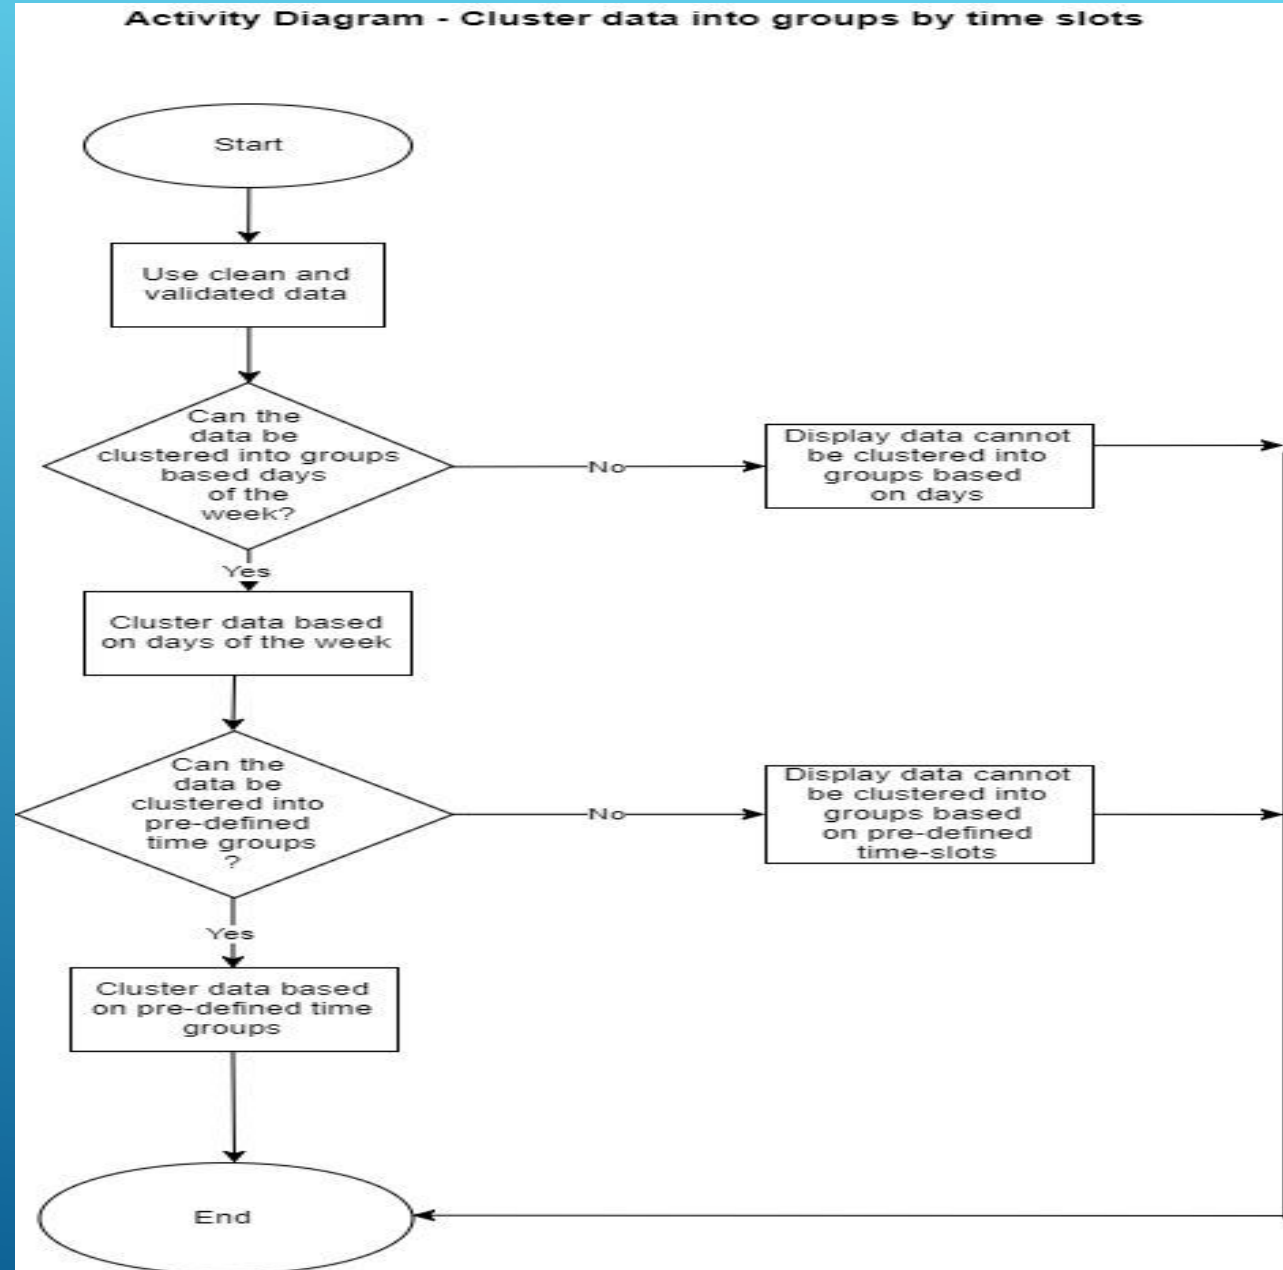 Activity Diagram - Cluster data into groups by time slots
Start
Use clean and
validated data
Can the
data be
clustered into groups
based days
of the
week?
No
Display data cannot
be clustered into
groups based
on days
Yes
Cluster data based
on days of the week
Can the
data be
clustered into
pre-defined
time groups
?
No
Display data cannot
be clustered into
groups based
on pre-defined
time-slots
Yes
Cluster data based
on pre-defined time
groups
End